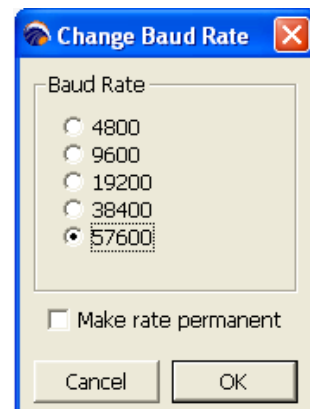 Change Baud Rate
Baud Rate
4800
9600
19200
38400
57600
Make rate permanent
Cancel
OK